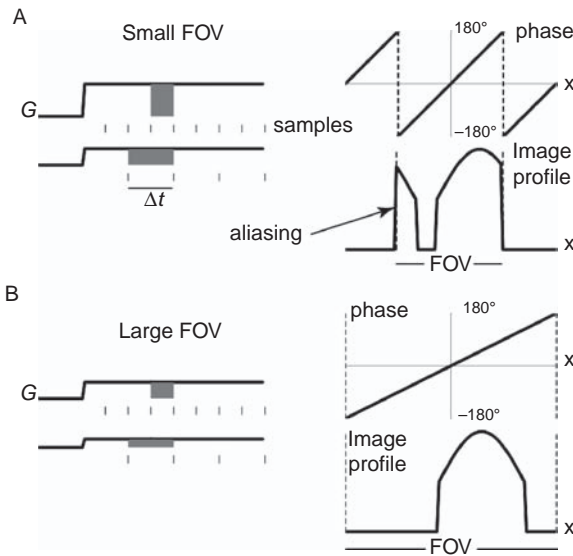 A
Small FOV
G
samples
Δt
180°
phase
x
–180°
Image
profile
aliasing
x
FOV
B
Large FOV
G
phase
180°
x
–180°
Image
profile
x
FOV